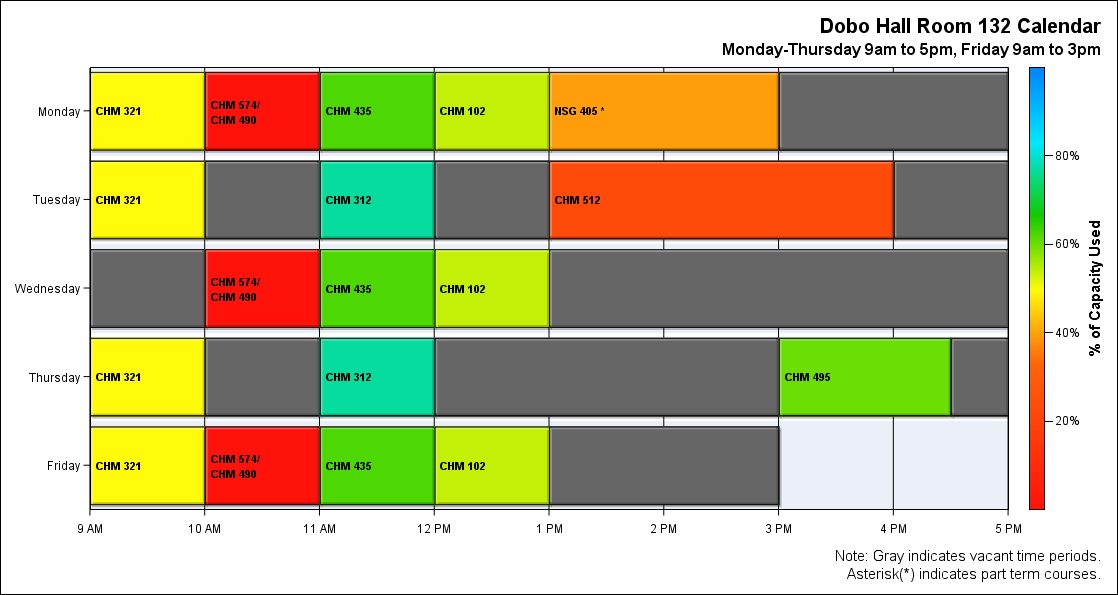 Dobo Hall Room 132 Calendar
Monday-Thursday 9am to 5pm, Friday 9am to 3pm
Monday
CHM 321
CHM 574/
CHM 490
CHM 435
CHM 102
NSG 405 *
Tuesday
CHM 321
CHM 312
CHM 512
Wednesday
CHM 574/
CHM 490
CHM 435
CHM 102
Thursday
CHM 321
CHM 312
CHM 495
Friday
CHM 321
CHM 574/
CHM 490
CHM 435
CHM 102
9 AM
10 AM
11 AM
12 PM
1 PM
2 PM
3 PM
4 PM
5 PM
80%
60%
40%
20%
% of Capacity Used
Note: Gray indicates vacant time periods.
Asterisk(*) indicates part term courses.